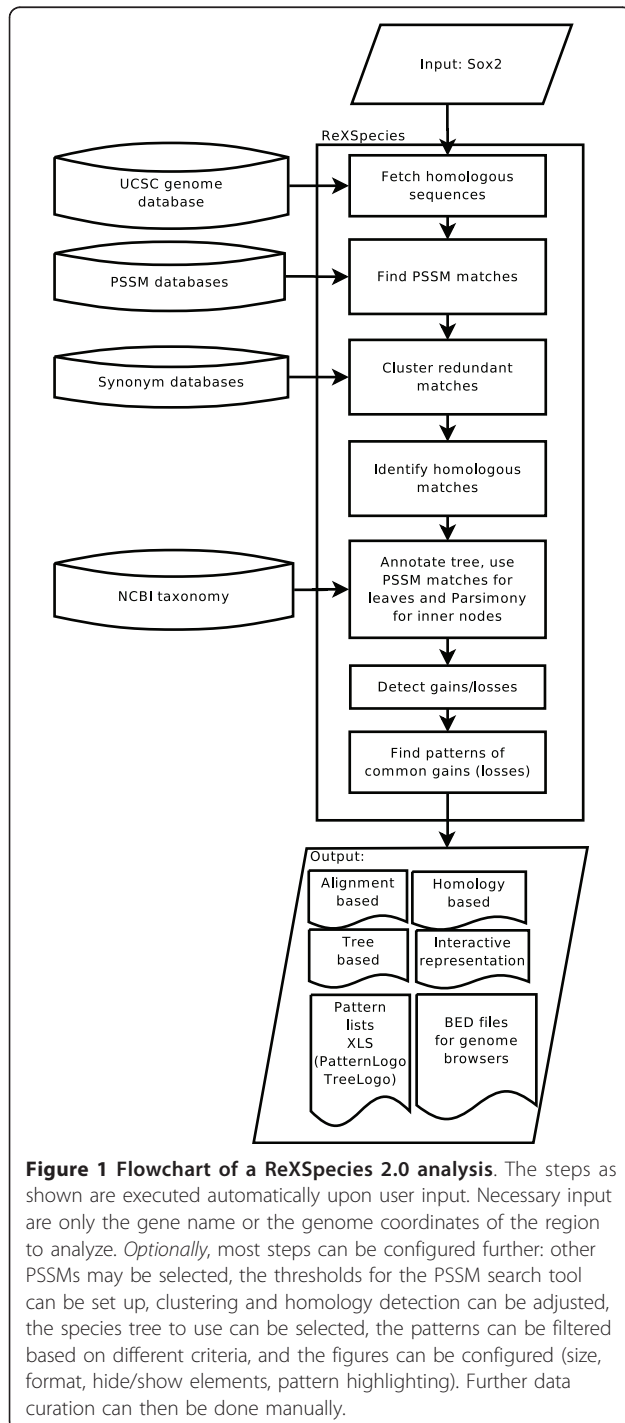 Input: Sox2
ReXSpecies
UCSC genome
database
Fetch homologous
sequences
PSSM databases
Find PSSM matches
Synonym databases
Cluster redundant
matches
Identify homologous
matches
NCBI taxonomy
Annotate tree, use
PSSM matches for
leaves and Parsimony
for inner nodes
Detect gains/losses
Find patterns of
common gains (losses)
Output:
Alignment
based
Homology
based
Tree
based
Interactive
representation
Pattern
lists
XLS
(PatternLogo
TreeLogo)
BED files
for genome
browsers
Figure 1 Flowchart of a ReXSpecies 2.0 analysis. The steps as
shown are executed automatically upon user input. Necessary input
are only the gene name or the genome coordinates of the region
to analyze. Optionally, most steps can be configured further: other
PSSMs may be selected, the thresholds for the PSSM search tool
can be set up, clustering and homology detection can be adjusted,
the species tree to use can be selected, the patterns can be filtered
based on different criteria, and the figures can be configured (size,
format, hide/show elements, pattern highlighting). Further data
curation can then be done manually.